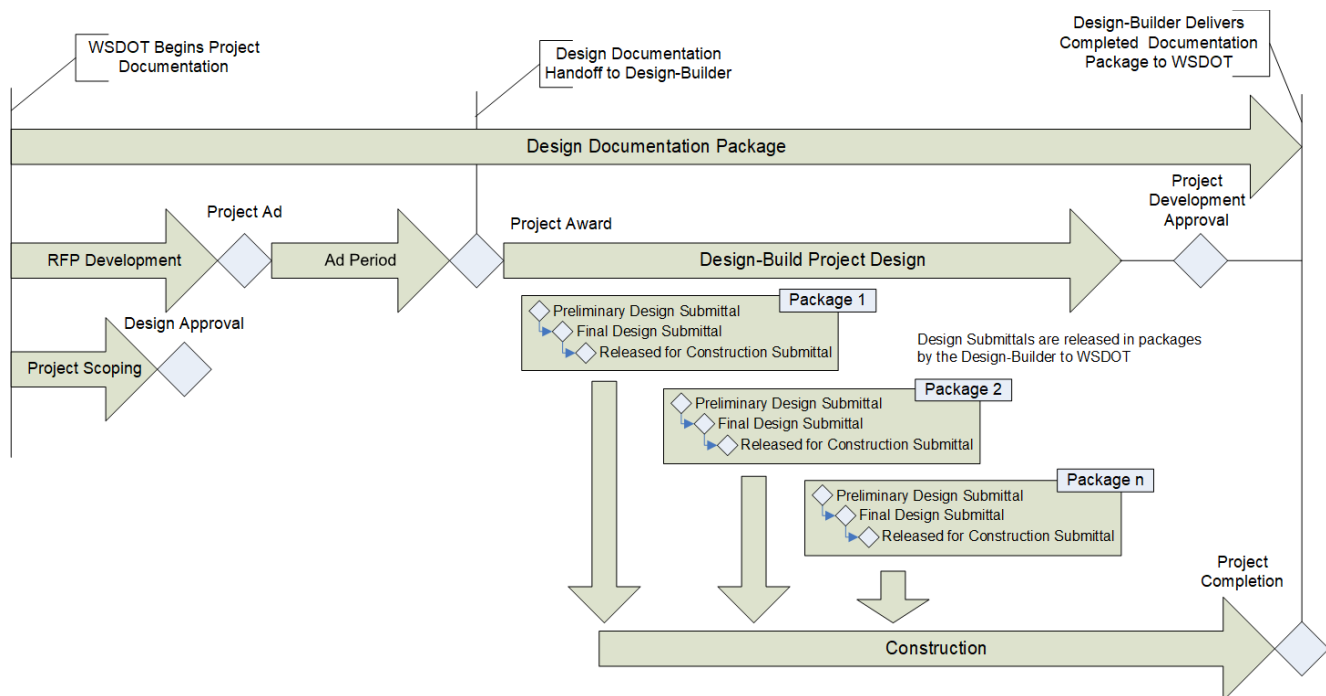 WSDOT Begins Project
Documentation
Design Documentation
Handoff to Design-Builder
Design-Builder Delivers
Completed Documentation
Package to WSDOT
Design Documentation Package
Project Ad
Project Award
Project
Development
Approval
RFP Development
Ad Period
Design-Build Project Design
Design Approval
Project Scoping
Package 1
Preliminary Design Submittal
Final Design Submittal
Released for Construction Submittal
Design Submittals are released in packages
by the Design-Builder to WSDOT
Package 2
Preliminary Design Submittal
Final Design Submittal
Released for Construction Submittal
Package n
Preliminary Design Submittal
Final Design Submittal
Released for Construction Submittal
Project
Completion
Construction